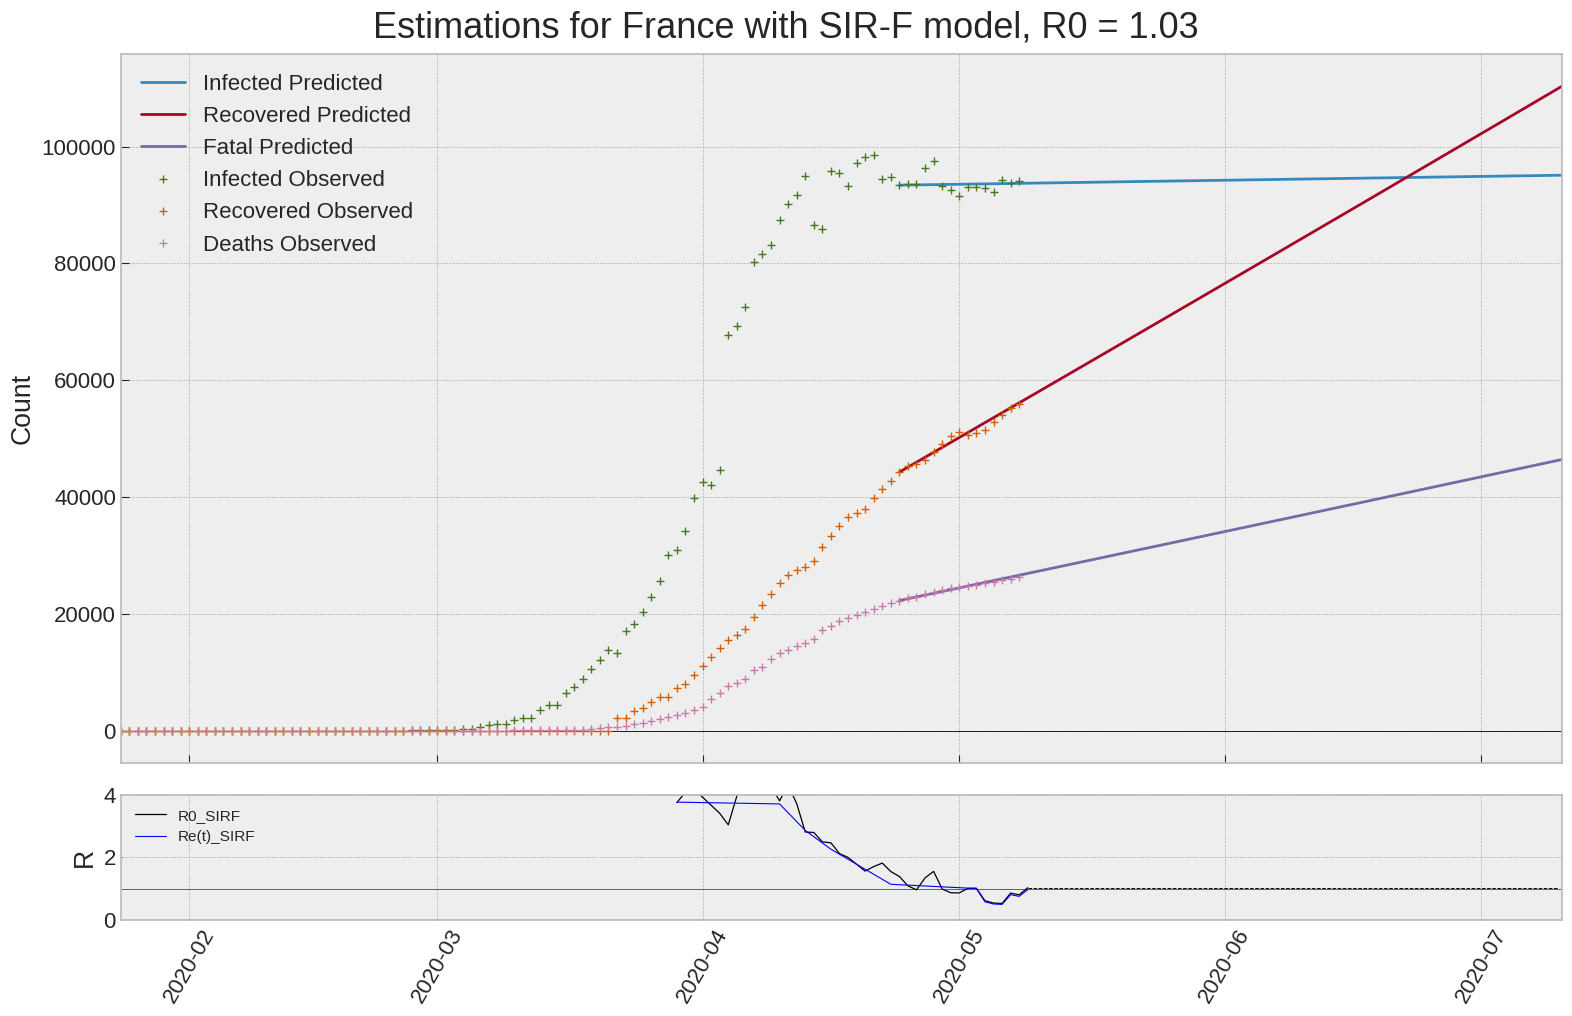 Estimations for France with SIR-F model, R0 = 1.03
Infected Predicted
Recovered Predicted
Fatal Predicted
Infected Observed
Recovered Observed
Deaths Observed
100000
80000
60000
40000
20000
0
Count
R0_SIRF
Re(t)_SIRF
4
2
0
R
2020-02
2020-03
2020-04
2020-05
2020-06
2020-07